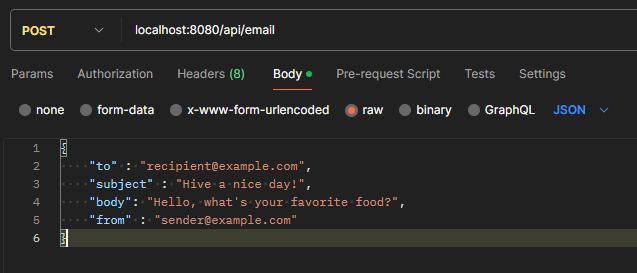 POST localhost:8080/api/email
Params Authorization Headers (8) Body Pre-request Script Tests Settings
none form-data x-www-form-urlencoded raw binary GraphQL JSON
1 {
2 "to" : "recipient@example.com",
3 "subject" : "Hive a nice day!",
4 "body": "Hello, what's your favorite food?",
5 "from" : "sender@example.com"
6 }